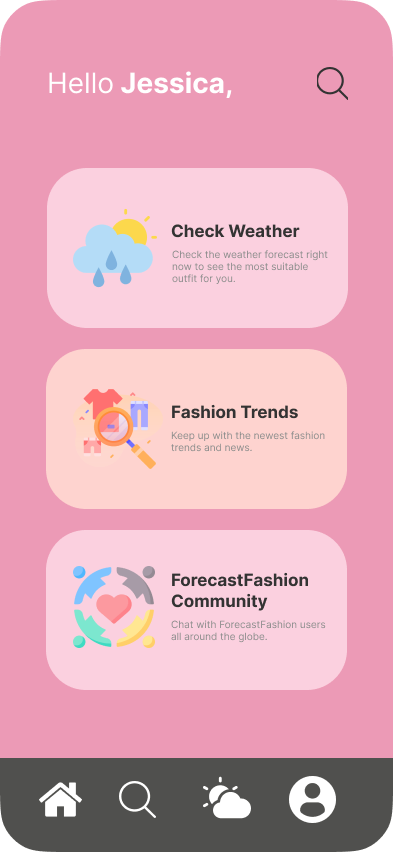 Hello Jessica,
Check Weather
Check the weather forecast right
now to see the most suitable
outfit for you.
Fashion Trends
Keep up with the newest fashion
trends and news.
ForecastFashion
Community
Chat with ForecastFashion users
all around the globe.